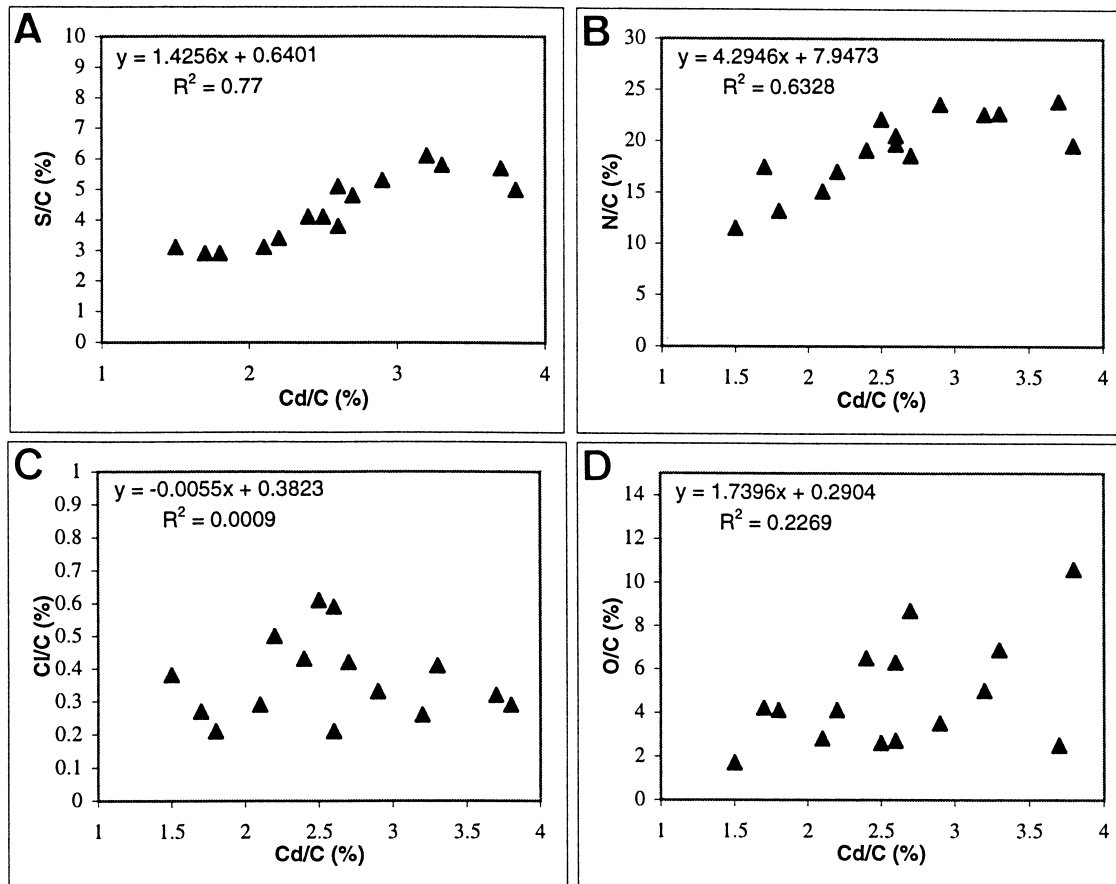 A
y = 1.4256x + 0.6401
R² = 0.77
S/C (%)
10
9
8
7
6
5
4
3
2
1
0
1 2 3 4
Cd/C (%)
B
y = 4.2946x + 7.9473
R² = 0.6328
N/C (%)
30
25
20
15
10
5
0
1 1.5 2 2.5 3 3.5 4
Cd/C (%)
C
y = -0.0055x + 0.3823
R² = 0.0009
Cl/C (%)
1
0.9
0.8
0.7
0.6
0.5
0.4
0.3
0.2
0.1
0
1 1.5 2 2.5 3 3.5 4
Cd/C (%)
D
y = 1.7396x + 0.2904
R² = 0.2269
O/C (%)
14
12
10
8
6
4
2
0
1 1.5 2 2.5 3 3.5 4
Cd/C (%)